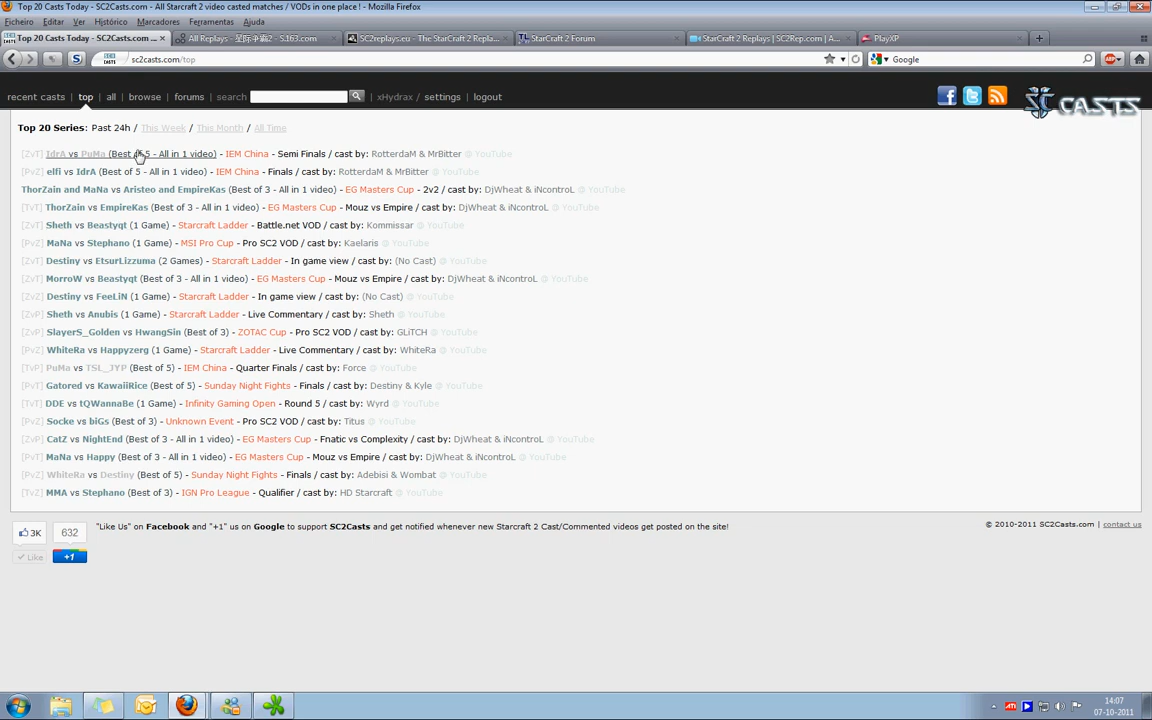 Top 20 Casts Today - SC2Casts.com - All Starcraft 2 video casted matches / VODs in one place ! - Mozilla Firefox
Ficheiro Editar Ver Histórico Marcadores Ferramentas Ajuda
Top 20 Casts Today - SC2Casts.com ... All Replays - 星际争霸2 - S.163.com SC2replays.eu - The StarCraft 2 Repla... StarCraft 2 Forum StarCraft 2 Replays | SC2Rep.com | A... PlayXP
sc2casts.com/top Google
recent casts top all browse forums search xHydrax settings logout
SC CASTS
Top 20 Series: Past 24h / This Week / This Month / All Time
[ZvT] IdrA vs PuMa (Best of 5 - All in 1 video) - IEM China - Semi Finals / cast by: RotterdaM & MrBitter @ YouTube
[PvZ] elfi vs IdrA (Best of 5 - All in 1 video) - IEM China - Finals / cast by: RotterdaM & MrBitter @ YouTube
ThorZain and MaNa vs Aristeo and EmpireKas (Best of 3 - All in 1 video) - EG Masters Cup - 2v2 / cast by: DjWheat & iNcontroL @ YouTube
[TvT] ThorZain vs EmpireKas (Best of 3 - All in 1 video) - EG Masters Cup - Mouz vs Empire / cast by: DjWheat & iNcontroL @ YouTube
[ZvT] Sheth vs Beastyqt (1 Game) - Starcraft Ladder - Battle.net VOD / cast by: Kommissar @ YouTube
[PvZ] MaNa vs Stephano (1 Game) - MSI Pro Cup - Pro SC2 VOD / cast by: Kaelaris @ YouTube
[ZvT] Destiny vs EtsurLizzuma (2 Games) - Starcraft Ladder - In game view / cast by: (No Cast) @ YouTube
[ZvT] MorroW vs Beastyqt (Best of 3 - All in 1 video) - EG Masters Cup - Mouz vs Empire / cast by: DjWheat & iNcontroL @ YouTube
[ZvZ] Destiny vs FeeLiN (1 Game) - Starcraft Ladder - In game view / cast by: (No Cast) @ YouTube
[ZvP] Sheth vs Anubis (1 Game) - Starcraft Ladder - Live Commentary / cast by: Sheth @ YouTube
[ZvP] SlayerS_Golden vs HwangSin (Best of 3) - ZOTAC Cup - Pro SC2 VOD / cast by: GLiTCH @ YouTube
[PvZ] WhiteRa vs Happyzerg (1 Game) - Starcraft Ladder - Live Commentary / cast by: WhiteRa @ YouTube
[TvP] PuMa vs TSL_JYP (Best of 5) - IEM China - Quarter Finals / cast by: Force @ YouTube
[PvT] Gatored vs KawaiiRice (Best of 5) - Sunday Night Fights - Finals / cast by: Destiny & Kyle @ YouTube
[TvT] DDE vs tQWannaBe (1 Game) - Infinity Gaming Open - Round 5 / cast by: Wyrd @ YouTube
[PvZ] Socke vs biGs (Best of 3) - Unknown Event - Pro SC2 VOD / cast by: Titus @ YouTube
[ZvP] CatZ vs NightEnd (Best of 3 - All in 1 video) - EG Masters Cup - Fnatic vs Complexity / cast by: DjWheat & iNcontroL @ YouTube
[PvT] MaNa vs Happy (Best of 3 - All in 1 video) - EG Masters Cup - Mouz vs Empire / cast by: DjWheat & iNcontroL @ YouTube
[PvZ] WhiteRa vs Destiny (Best of 5) - Sunday Night Fights - Finals / cast by: Adebisi & Wombat @ YouTube
[TvZ] MMA vs Stephano (Best of 3) - IGN Pro League - Qualifier / cast by: HD Starcraft @ YouTube
3K 632 "Like Us" on Facebook and "+1" us on Google to support SC2Casts and get notified whenever new Starcraft 2 Cast/Commented videos get posted on the site! © 2010-2011 SC2Casts.com | contact us
Like +1
14:07
07-10-2011